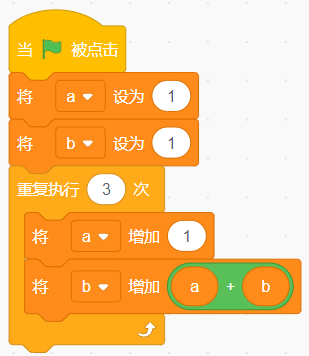 当 被点击
将 a 设为 1
将 b 设为 1
重复执行 3 次
将 a 增加 1
将 b 增加 a + b